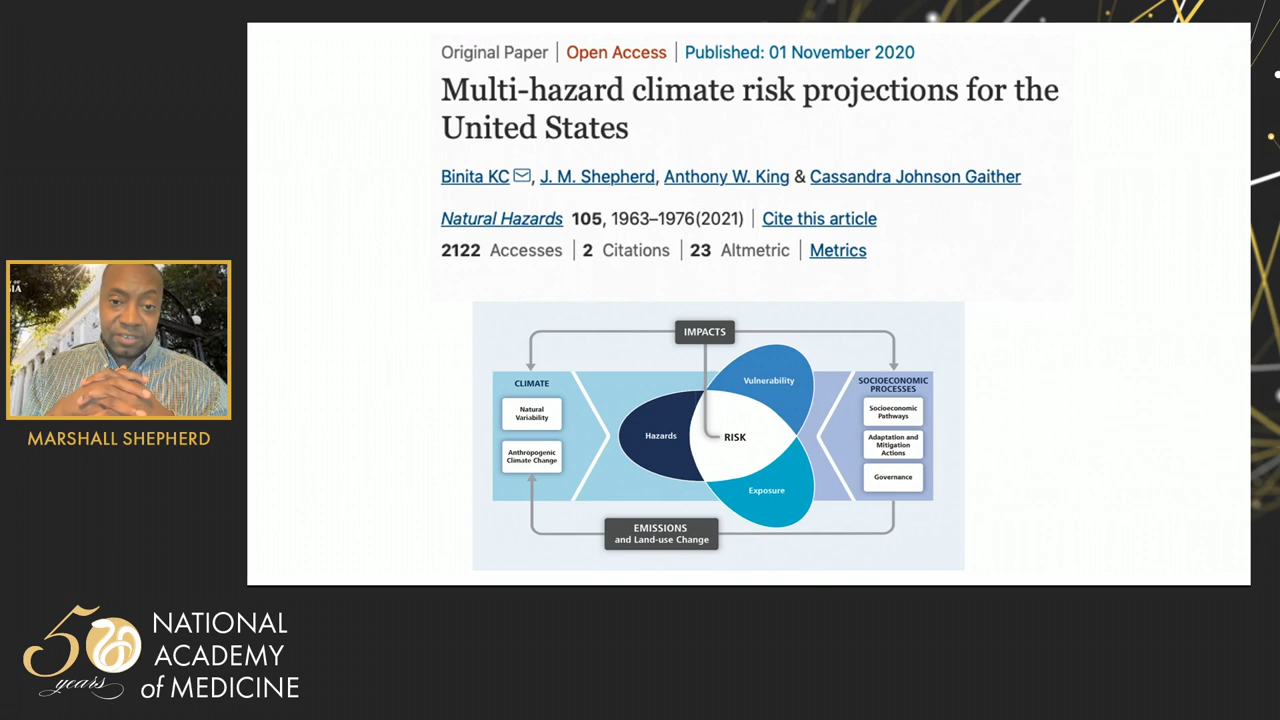 Original Paper | Open Access | Published: 01 November 2020
Multi-hazard climate risk projections for the
United States
Binita KC, J. M. Shepherd, Anthony W. King & Cassandra Johnson Gaither
Natural Hazards 105, 1963–1976(2021) | Cite this article
2122 Accesses | 2 Citations | 23 Altmetric | Metrics
IMPACTS
CLIMATE
Natural
Variability
Anthropogenic
Climate Change
Hazards
Vulnerability
RISK
Exposure
SOCIOECONOMIC
PROCESSES
Socioeconomic
Pathways
Adaptation and
Mitigation
Actions
Governance
EMISSIONS
and Land-use Change
MARSHALL SHEPHERD
50
years
NATIONAL
ACADEMY
of MEDICINE